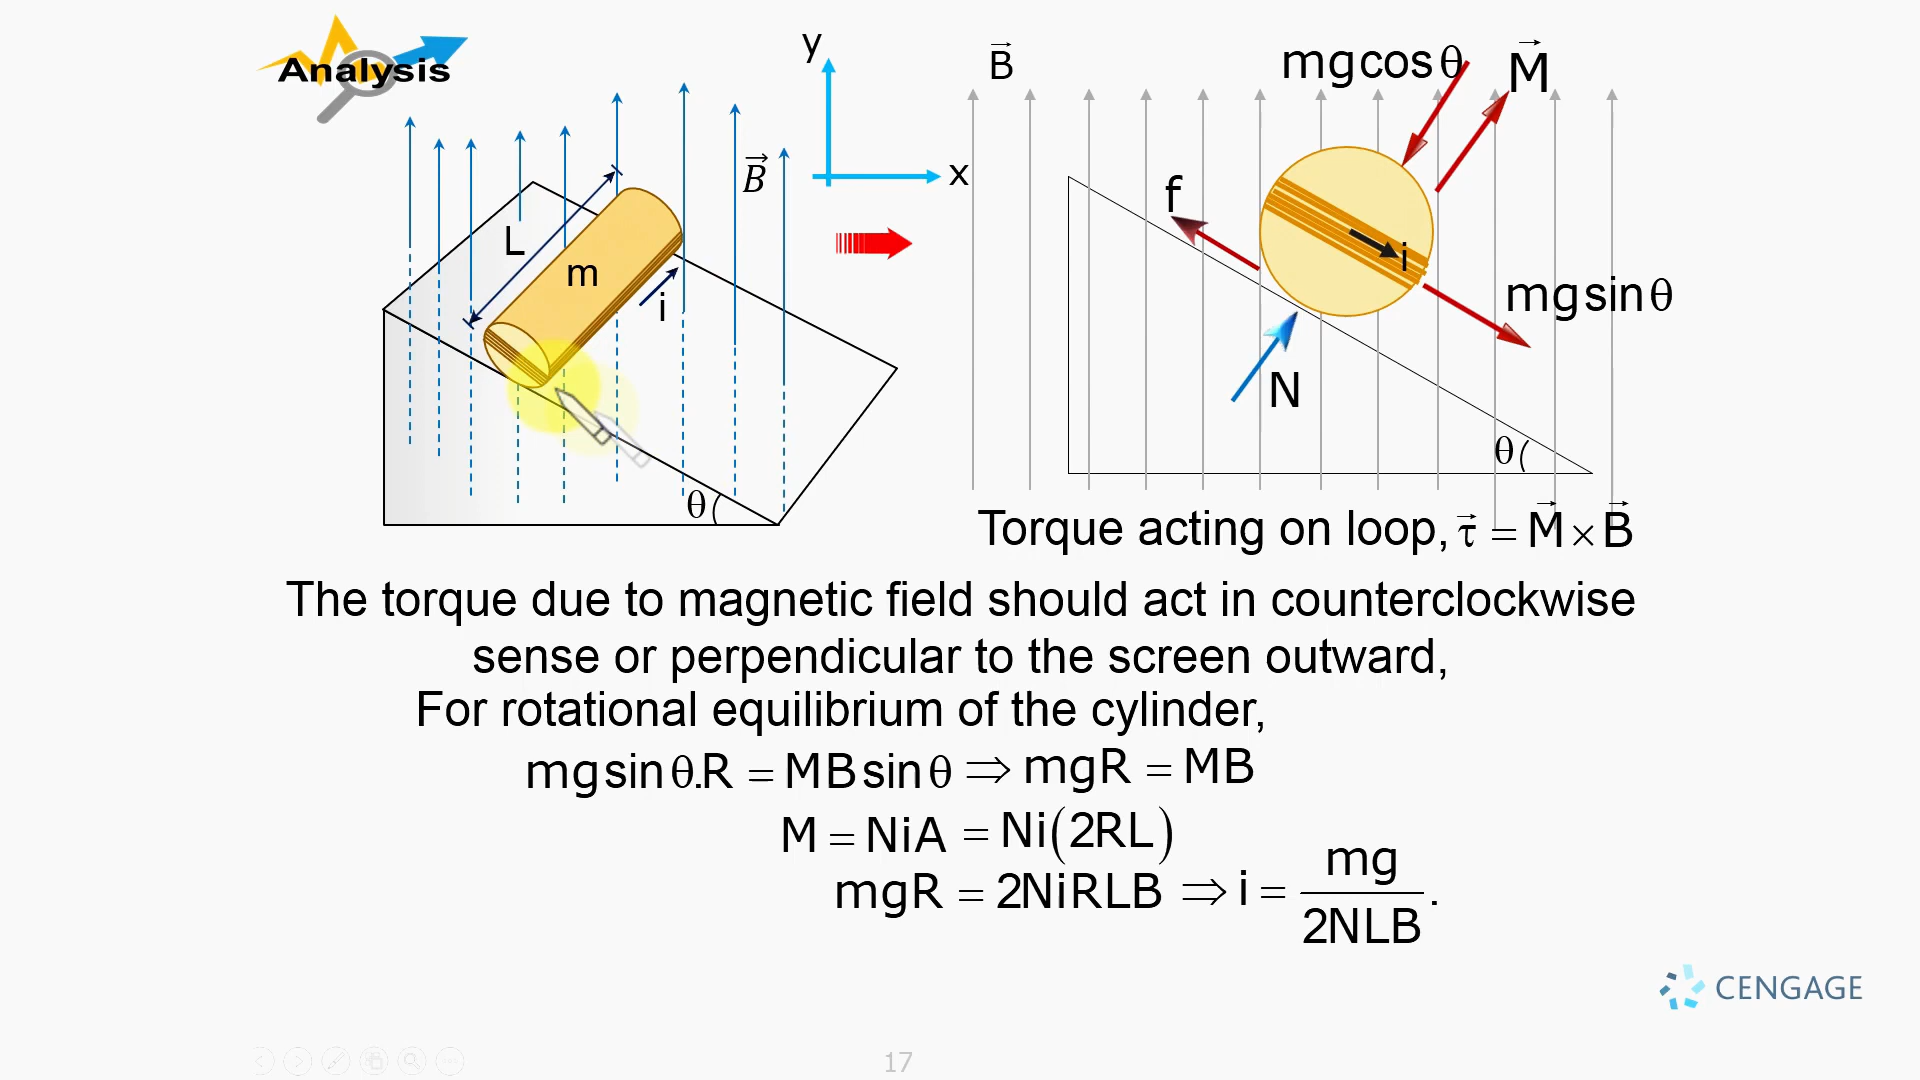 Analysis
L
m
i
θ
B⃗
y
x
B⃗
mgcosθ
M⃗
f
i
mgsinθ
N
θ
Torque acting on loop, τ⃗ = M⃗ × B⃗
The torque due to magnetic field should act in counterclockwise
sense or perpendicular to the screen outward,
For rotational equilibrium of the cylinder,
mgsinθ.R = MBsinθ ⇒ mgR = MB
M = NiA = Ni(2RL)
mgR = 2NiRLB ⇒ i = mg/2NLB.
CENGAGE
17